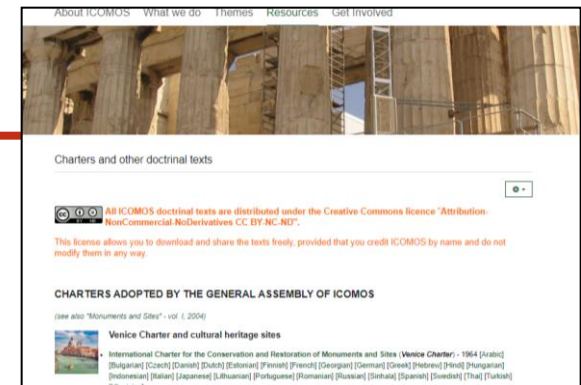 About ICOMOS What we do Themes Resources Get Involved
Charters and other doctrinal texts
All ICOMOS doctrinal texts are distributed under the Creative Commons licence "Attribution-
NonCommercial-NoDerivatives CC BY-NC-ND".
This license allows you to download and share the texts freely, provided that you credit ICOMOS by name and do not
modify them in any way.
CHARTERS ADOPTED BY THE GENERAL ASSEMBLY OF ICOMOS
(see also "Monuments and Sites" - vol. I, 2004)
Venice Charter and cultural heritage sites
International Charter for the Conservation and Restoration of Monuments and Sites (Venice Charter) - 1964 [Arabic]
[Bulgarian] [Czech] [Danish] [Dutch] [Estonian] [Finnish] [French] [Georgian] [German] [Greek] [Hebrew] [Hindi] [Hungarian]
[Indonesian] [Italian] [Japanese] [Lithuanian] [Portuguese] [Romanian] [Russian] [Sinhala] [Spanish] [Swedish] [Thai] [Turkish]